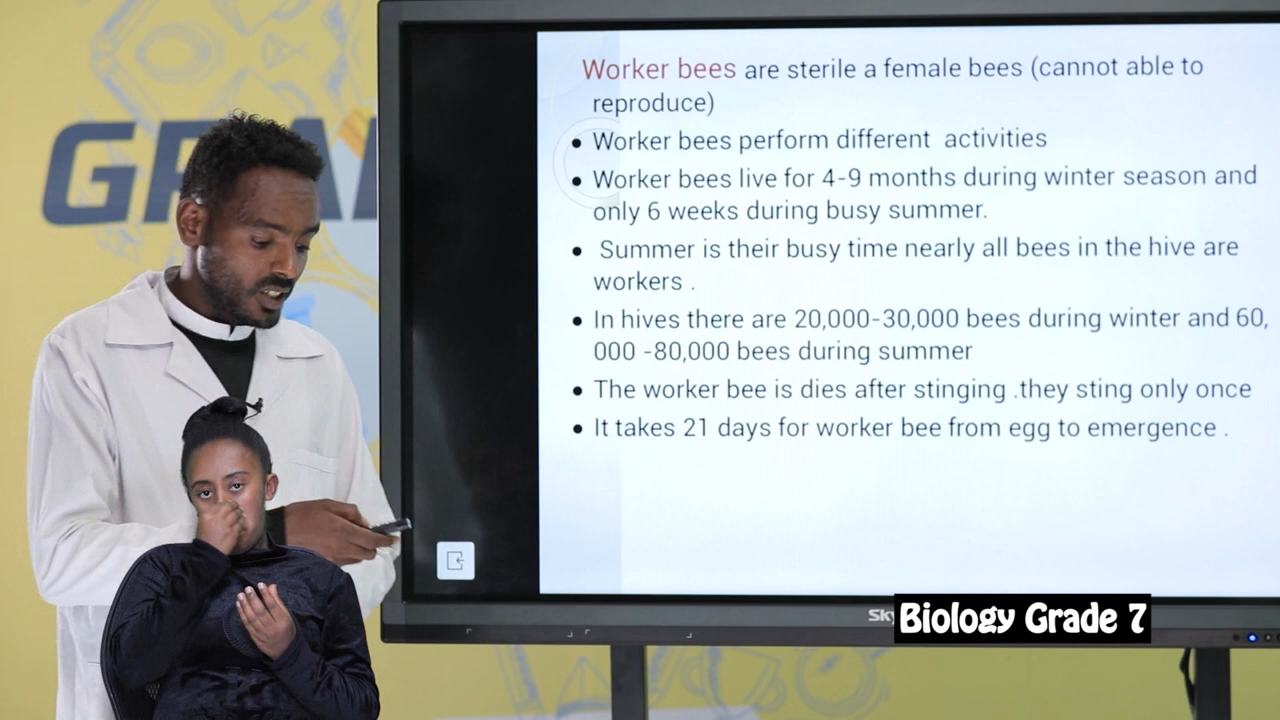 GRA
Worker bees are sterile a female bees (cannot able to
reproduce)
• Worker bees perform different activities
• Worker bees live for 4-9 months during winter season and
only 6 weeks during busy summer.
• Summer is their busy time nearly all bees in the hive are
workers .
• In hives there are 20,000-30,000 bees during winter and 60,
000 -80,000 bees during summer
• The worker bee is dies after stinging .they sting only once
• It takes 21 days for worker bee from egg to emergence .
Sky
Biology Grade 7